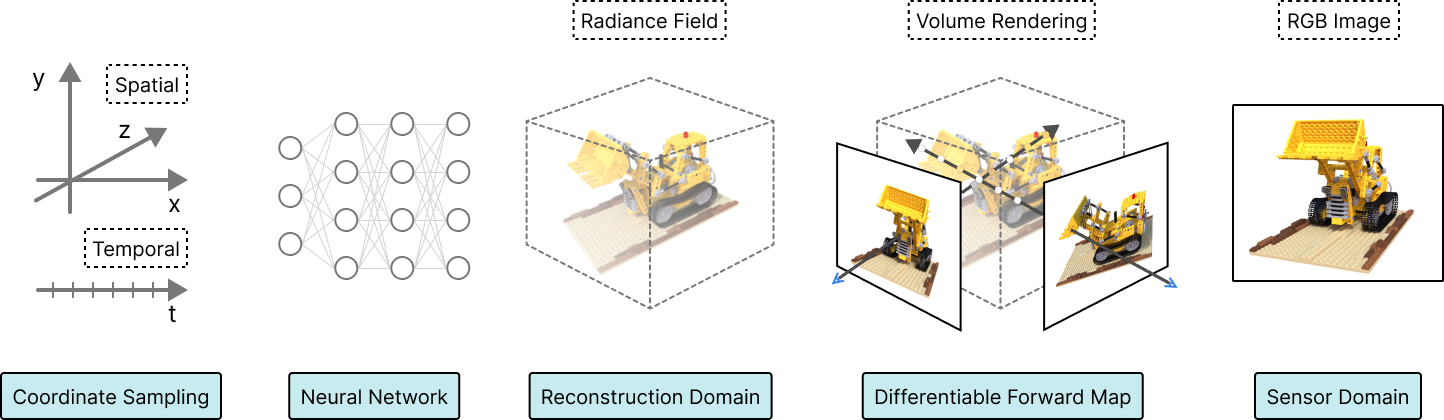 Radiance Field
Volume Rendering
RGB Image
y
Spatial
z
x
Temporal
t
Coordinate Sampling
Neural Network
Reconstruction Domain
Differentiable Forward Map
Sensor Domain